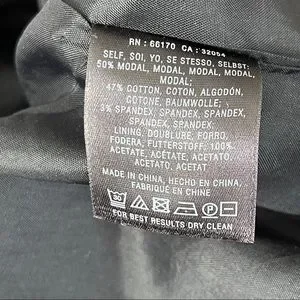 RN : 66170 CA : 32054
SELF, SOI, YO, SE STESSO, SELBST:
50% MODAL, MODAL, MODAL, MODAL,
MODAL;
47% COTTON, COTON, ALGODÓN,
COTONE, BAUMWOLLE;
3% SPANDEX, SPANDEX, SPANDEX,
SPANDEX, SPANDEX;
LINING, DOUBLURE, FORRO,
FODERA, FUTTERSTOFF: 100%
ACETATE, ACÉTATE, ACETATO,
ACETATO, ACETAT
MADE IN CHINA, HECHO EN CHINA,
FABRIQUÉ EN CHINE
30 P
FOR BEST RESULTS DRY CLEAN